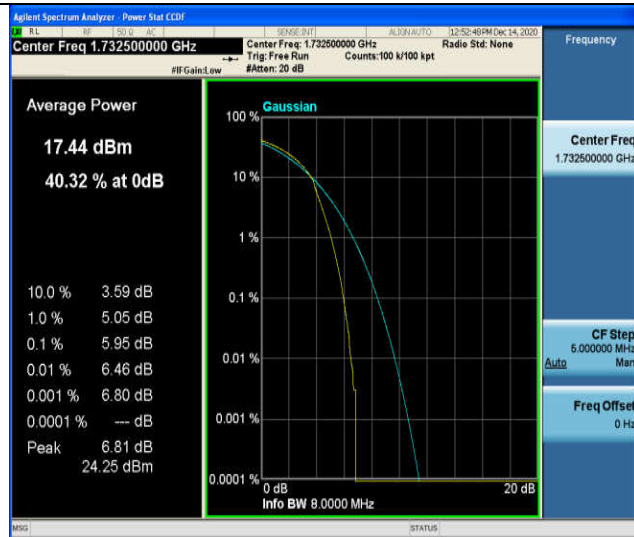 Agilent Spectrum Analyzer - Power Stat CCDF
RL RF 50 Ω AC SENSE:INT ALIGN AUTO 12:52:48 PM Dec 14, 2020
Center Freq 1.732500000 GHz
Center Freq: 1.732500000 GHz Radio Std: None
Trig: Free Run Counts:100 k/100 kpt
#IFGain:Low #Atten: 20 dB
Frequency
Average Power
17.44 dBm
40.32 % at 0dB
10.0 % 3.59 dB
1.0 % 5.05 dB
0.1 % 5.95 dB
0.01 % 6.46 dB
0.001 % 6.80 dB
0.0001 % --- dB
Peak 6.81 dB
24.25 dBm
Gaussian
100 %
10 %
1 %
0.1 %
0.01 %
0.001 %
0.0001 %
0 dB 20 dB
Info BW 8.0000 MHz
Center Freq
1.732500000 GHz
CF Step
5.000000 MHz
Auto Man
Freq Offset
0 Hz
MSG STATUS